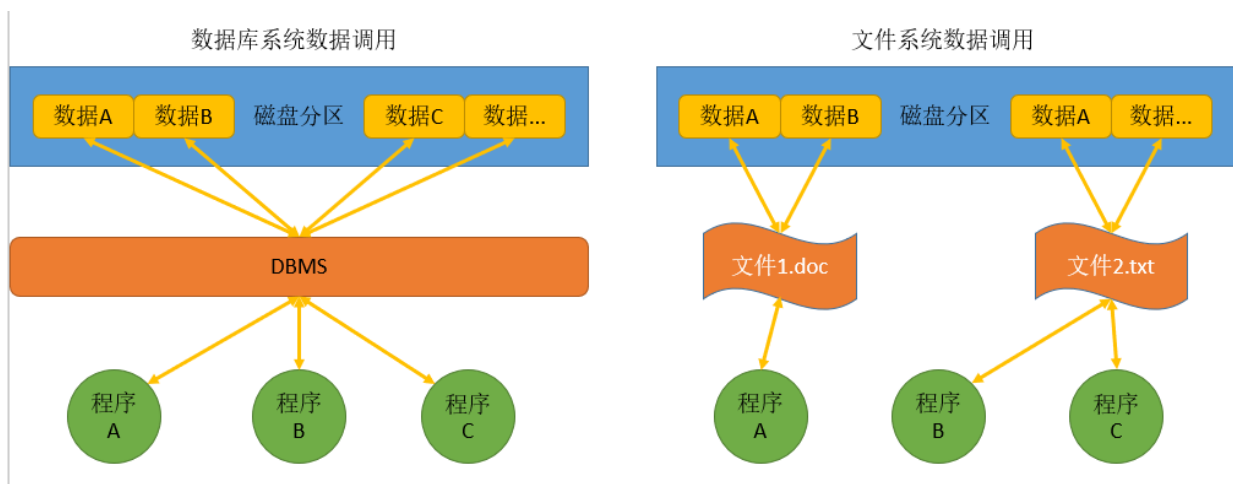 数据库系统数据调用
数据A 数据B 磁盘分区 数据C 数据...
DBMS
程序
A
程序
B
程序
C
文件系统数据调用
数据A 数据B 磁盘分区 数据A 数据...
文件1.doc 文件2.txt
程序
A
程序
B
程序
C